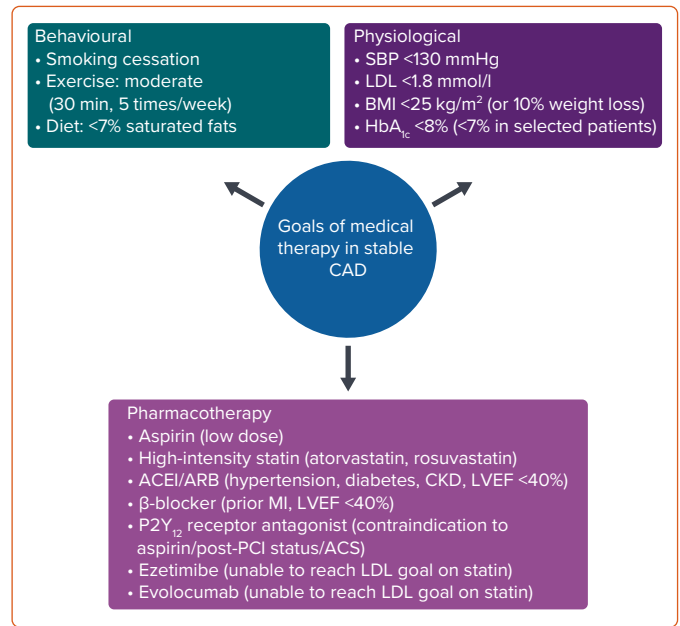 Behavioural
• Smoking cessation
• Exercise: moderate
(30 min, 5 times/week)
• Diet: <7% saturated fats
Physiological
• SBP <130 mmHg
• LDL <1.8 mmol/l
• BMI <25 kg/m² (or 10% weight loss)
• HbA₁c <8% (<7% in selected patients)
Goals of medical
therapy in stable
CAD
Pharmacotherapy
• Aspirin (low dose)
• High-intensity statin (atorvastatin, rosuvastatin)
• ACEI/ARB (hypertension, diabetes, CKD, LVEF <40%)
• β-blocker (prior MI, LVEF <40%)
• P2Y₁₂ receptor antagonist (contraindication to
aspirin/post-PCI status/ACS)
• Ezetimibe (unable to reach LDL goal on statin)
• Evolocumab (unable to reach LDL goal on statin)